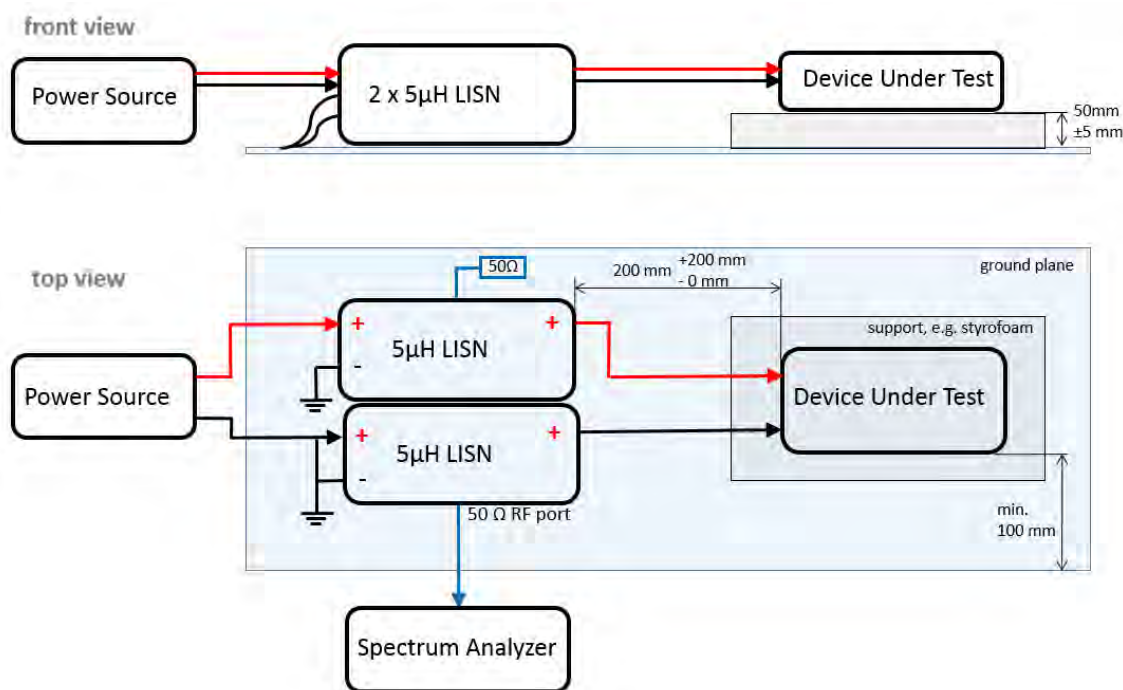 front view
Power Source
2 x 5µH LISN
Device Under Test
50mm
±5 mm
top view
50Ω
200 mm +200 mm
- 0 mm
ground plane
+ +
5µH LISN
-
support, e.g. styrofoam
Power Source
Device Under Test
+ +
5µH LISN
-
50 Ω RF port
min.
100 mm
Spectrum Analyzer